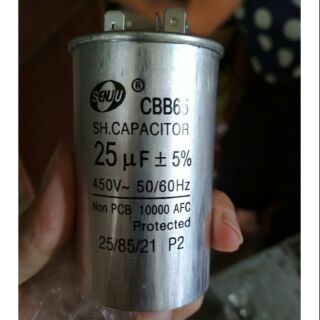 SENJU ®
CBB65
SH.CAPACITOR
25 µF ± 5%
450V~ 50/60Hz
Non PCB 10000 AFC
Protected
25/85/21 P2